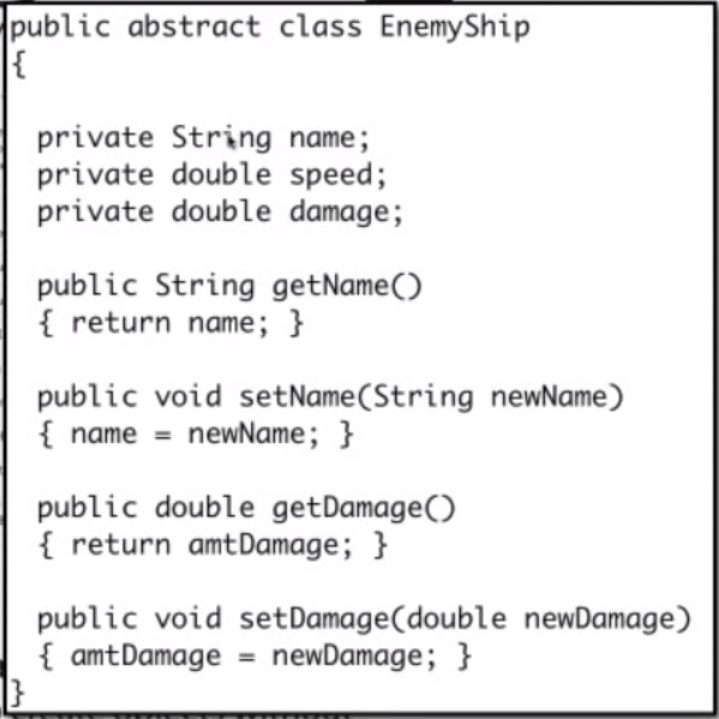 public abstract class EnemyShip
{
private String name;
private double speed;
private double damage;
public String getName()
{ return name; }
public void setName(String newName)
{ name = newName; }
public double getDamage()
{ return amtDamage; }
public void setDamage(double newDamage)
{ amtDamage = newDamage; }
}